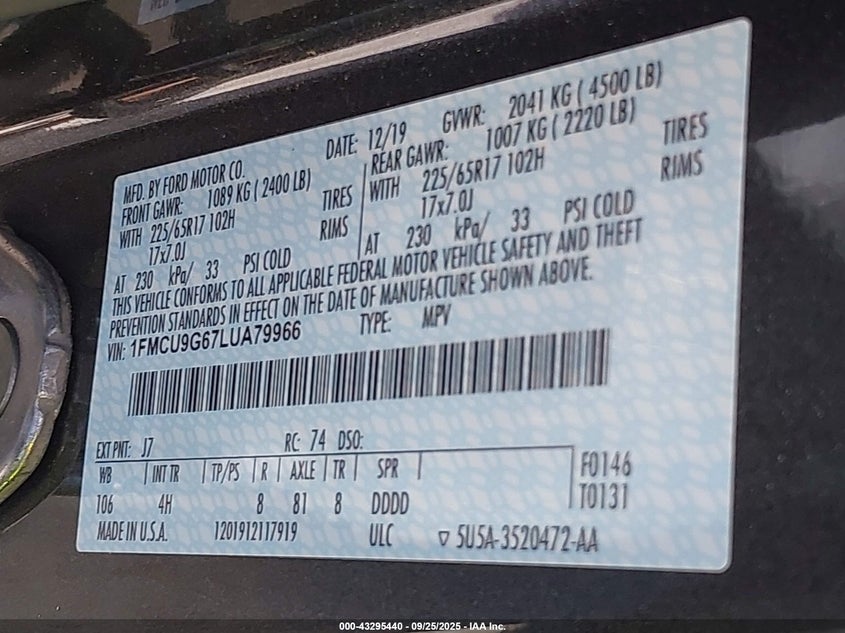 MFD. BY FORD MOTOR CO.
DATE: 12/19 GVWR: 2041 KG ( 4500 LB)
FRONT GAWR: 1089 KG ( 2400 LB)
WITH 225/65R17 102H TIRES
17x7.0J RIMS
AT 230 kPa/ 33 PSI COLD
REAR GAWR: 1007 KG ( 2220 LB)
WITH 225/65R17 102H TIRES
17x7.0J RIMS
AT 230 kPa/ 33 PSI COLD
THIS VEHICLE CONFORMS TO ALL APPLICABLE FEDERAL MOTOR VEHICLE SAFETY AND THEFT
PREVENTION STANDARDS IN EFFECT ON THE DATE OF MANUFACTURE SHOWN ABOVE.
VIN: 1FMCU9G67LUA79966 TYPE: MPV
EXT PNT: J7 RC: 74 DSO:
WB INT TR TP/PS R AXLE TR SPR
106 4H 8 81 8 DDDD
F0146
T0131
MADE IN U.S.A. 1201912117919 ULC ▽ 5U5A-3520472-AA
000-43295440 - 09/25/2025 - IAA Inc.